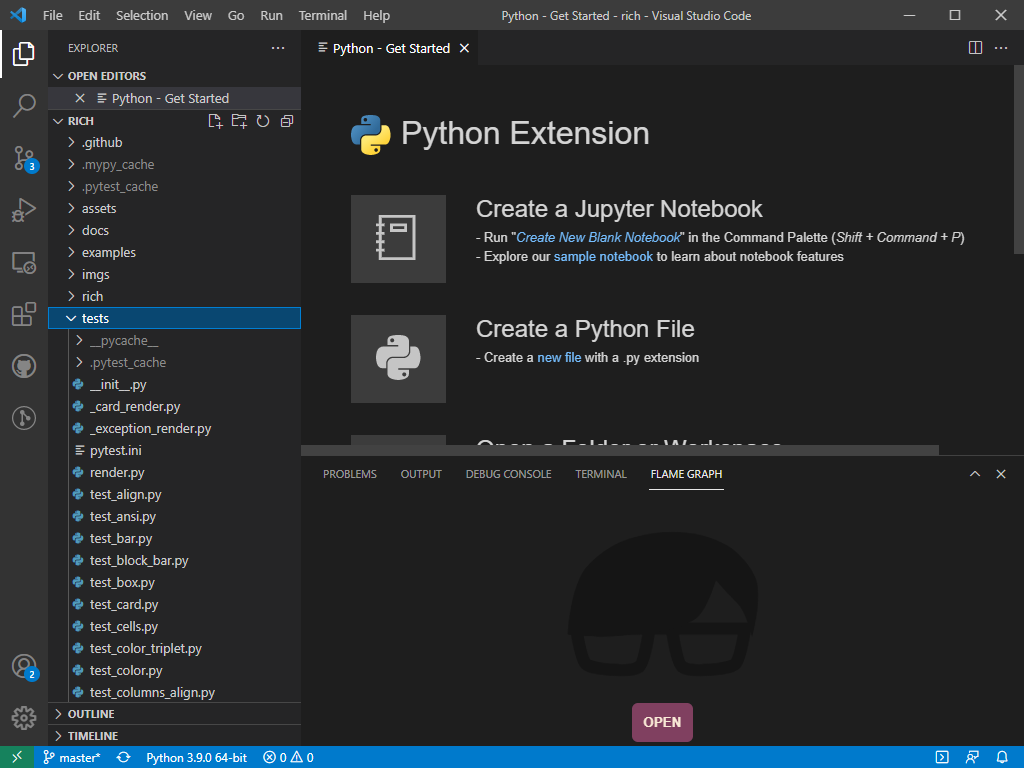 File Edit Selection View Go Run Terminal Help
Python - Get Started - rich - Visual Studio Code
EXPLORER
OPEN EDITORS
Python - Get Started
RICH
.github
.mypy_cache
.pytest_cache
assets
docs
examples
imgs
rich
tests
__pycache__
.pytest_cache
__init__.py
_card_render.py
_exception_render.py
pytest.ini
render.py
test_align.py
test_ansi.py
test_bar.py
test_block_bar.py
test_box.py
test_card.py
test_cells.py
test_color_triplet.py
test_color.py
test_columns_align.py
OUTLINE
TIMELINE
3
2
Python - Get Started
Python Extension
Create a Jupyter Notebook
- Run "Create New Blank Notebook" in the Command Palette (Shift + Command + P)
- Explore our sample notebook to learn about notebook features
Create a Python File
- Create a new file with a .py extension
Open a Folder or Workspace
PROBLEMS OUTPUT DEBUG CONSOLE TERMINAL FLAME GRAPH
OPEN
master* Python 3.9.0 64-bit 0 0